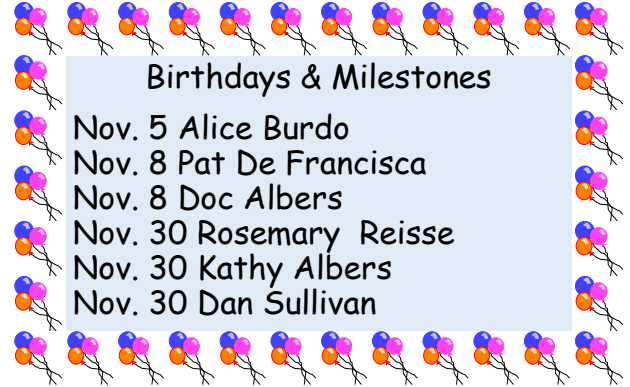 Birthdays & Milestones
Nov. 5 Alice Burdo
Nov. 8 Pat De Francisca
Nov. 8 Doc Albers
Nov. 30 Rosemary  Reisse
Nov. 30 Kathy Albers
Nov. 30 Dan Sullivan